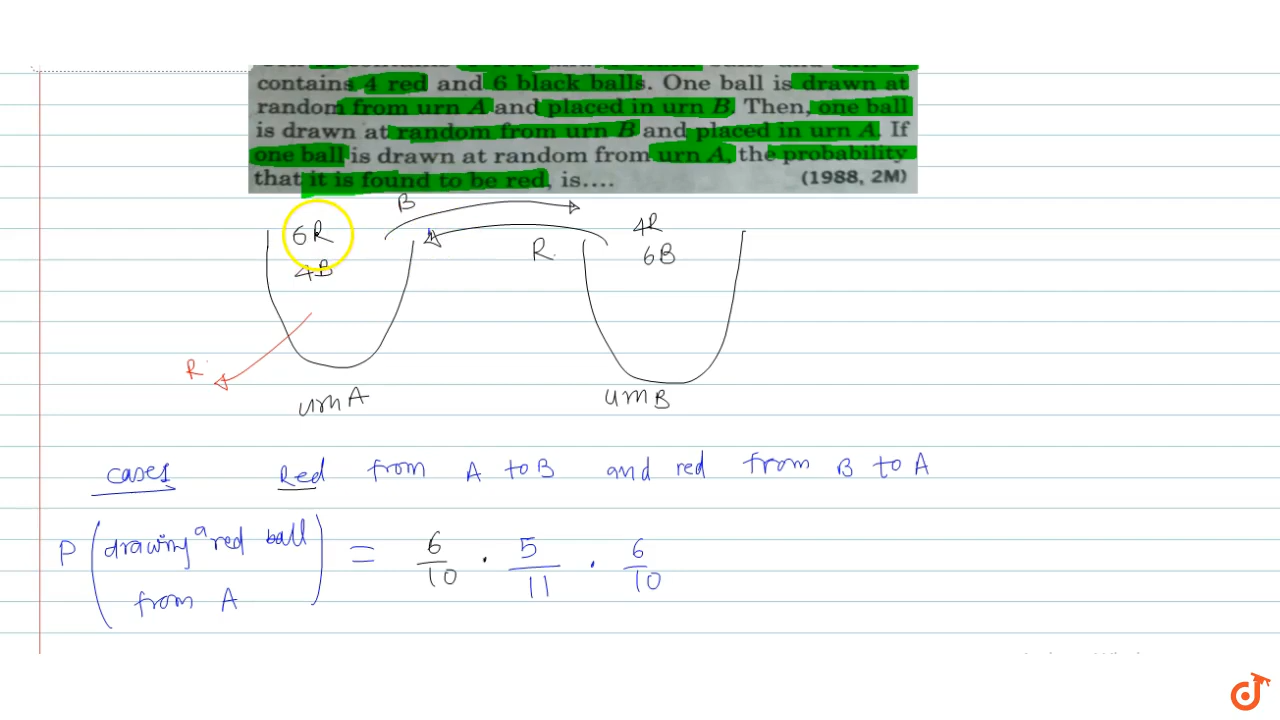 contains 4 red and 6 black balls. One ball is drawn at
random from urn A and placed in urn B. Then, one ball
is drawn at random from urn B and placed in urn A. If
one ball is drawn at random from urn A, the probability
that it is found to be red, is.... (1988, 2M)
B
6R
4B
R.
4R
6B
R
urn A
urn B
cases Red from A to B and red from B to A
P (drawing a red ball from A) = 6/10 . 5/11 . 6/10